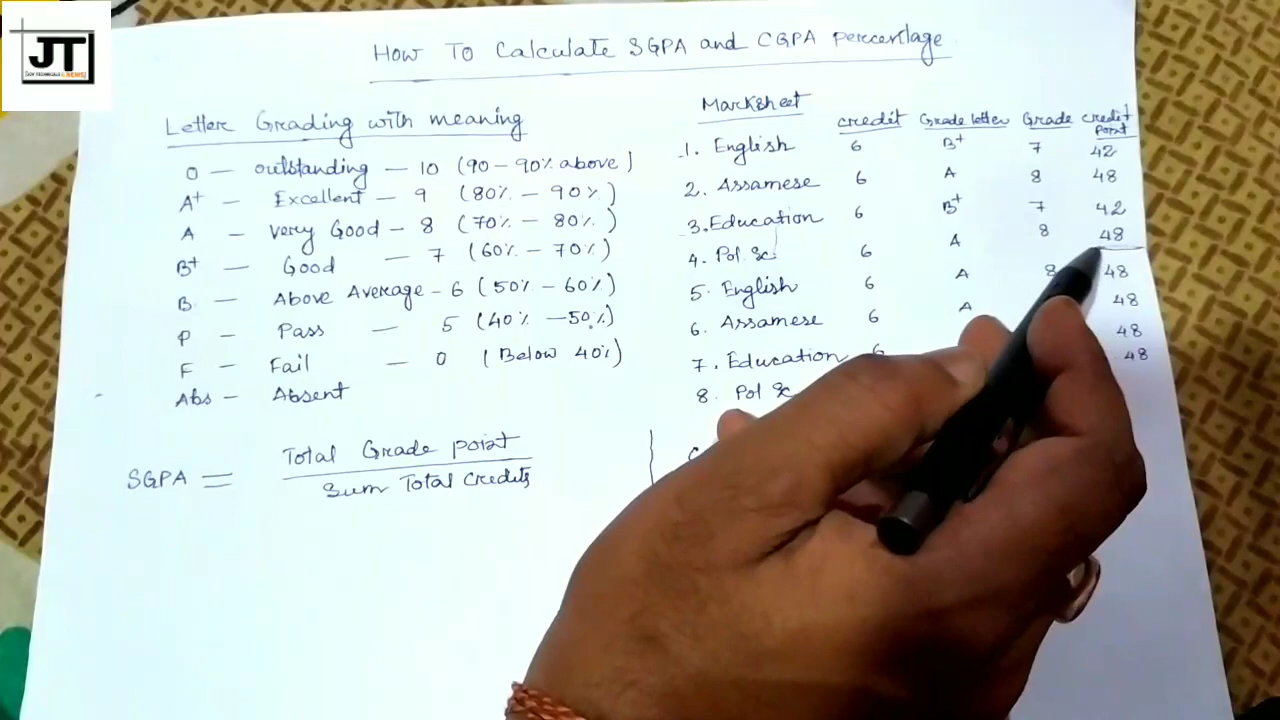 JT
& NEWS
How To Calculate SGPA and CGPA Percentage
Letter Grading with meaning
O — outstanding — 10 (90 – 90% above)
A+ — Excellent — 9 (80% – 90%)
A — very Good — 8 (70% – 80%)
B+ — Good — 7 (60% – 70%)
B — Above Average – 6 (50% – 60%)
P — Pass — 5 (40% – 50%)
F — Fail — 0 (Below 40%)
Abs — Absent
SGPA = Total Grade point
Sum Total Credits
Marksheet credit Grade letter Grade credit point
1. English 6 B+ 7 42
2. Assamese 6 A 8 48
3. Education 6 B+ 7 42
4. Pol Sc 6 A 8 48
5. English 6 A 8 48
6. Assamese 6 A 48
7. Education 6 48
8. Pol Sc 48